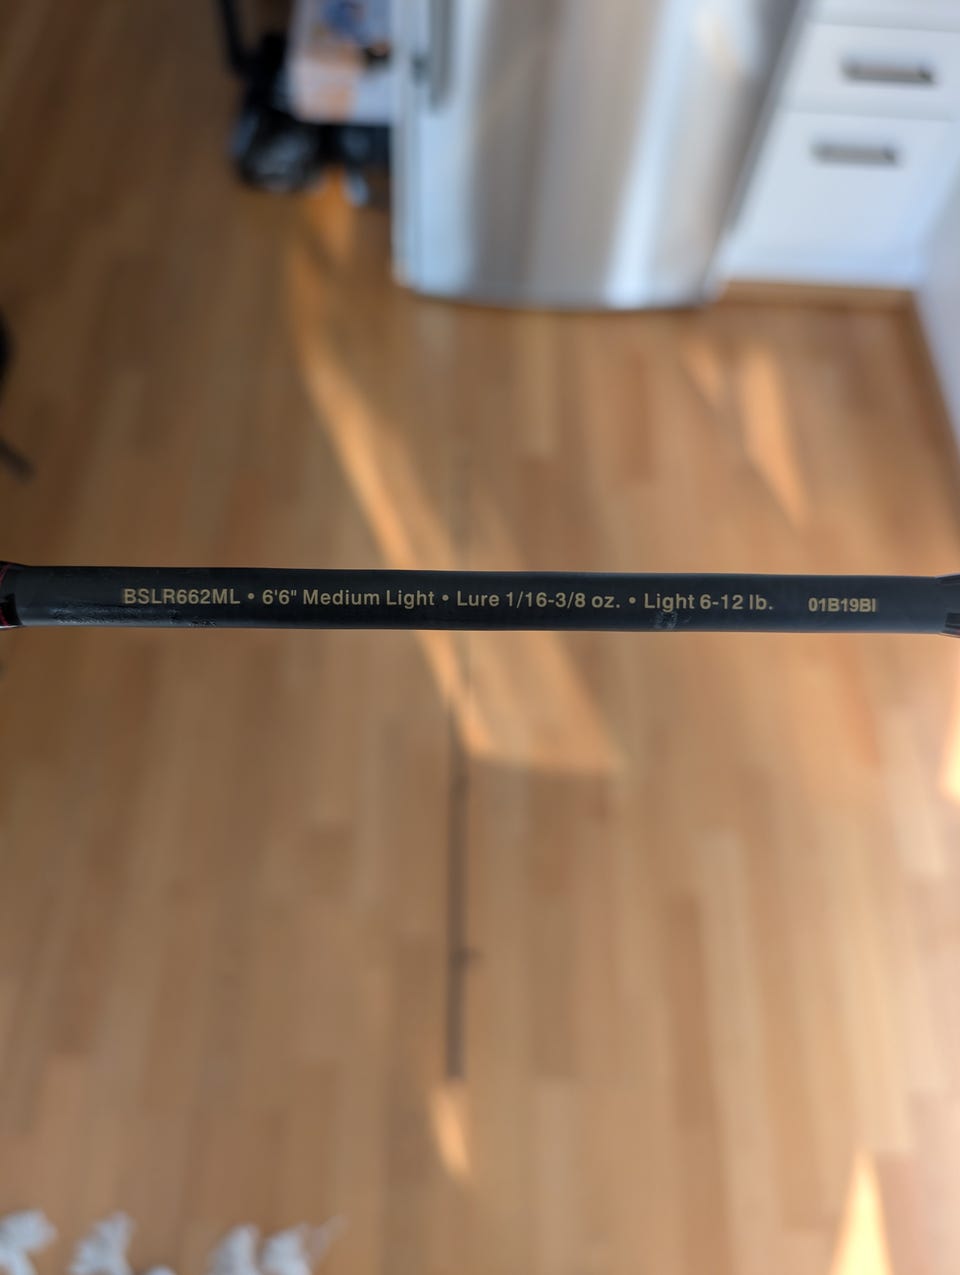 BSLR662ML • 6'6" Medium Light • Lure 1/16-3/8 oz. • Light 6-12 lb. 01B19BI